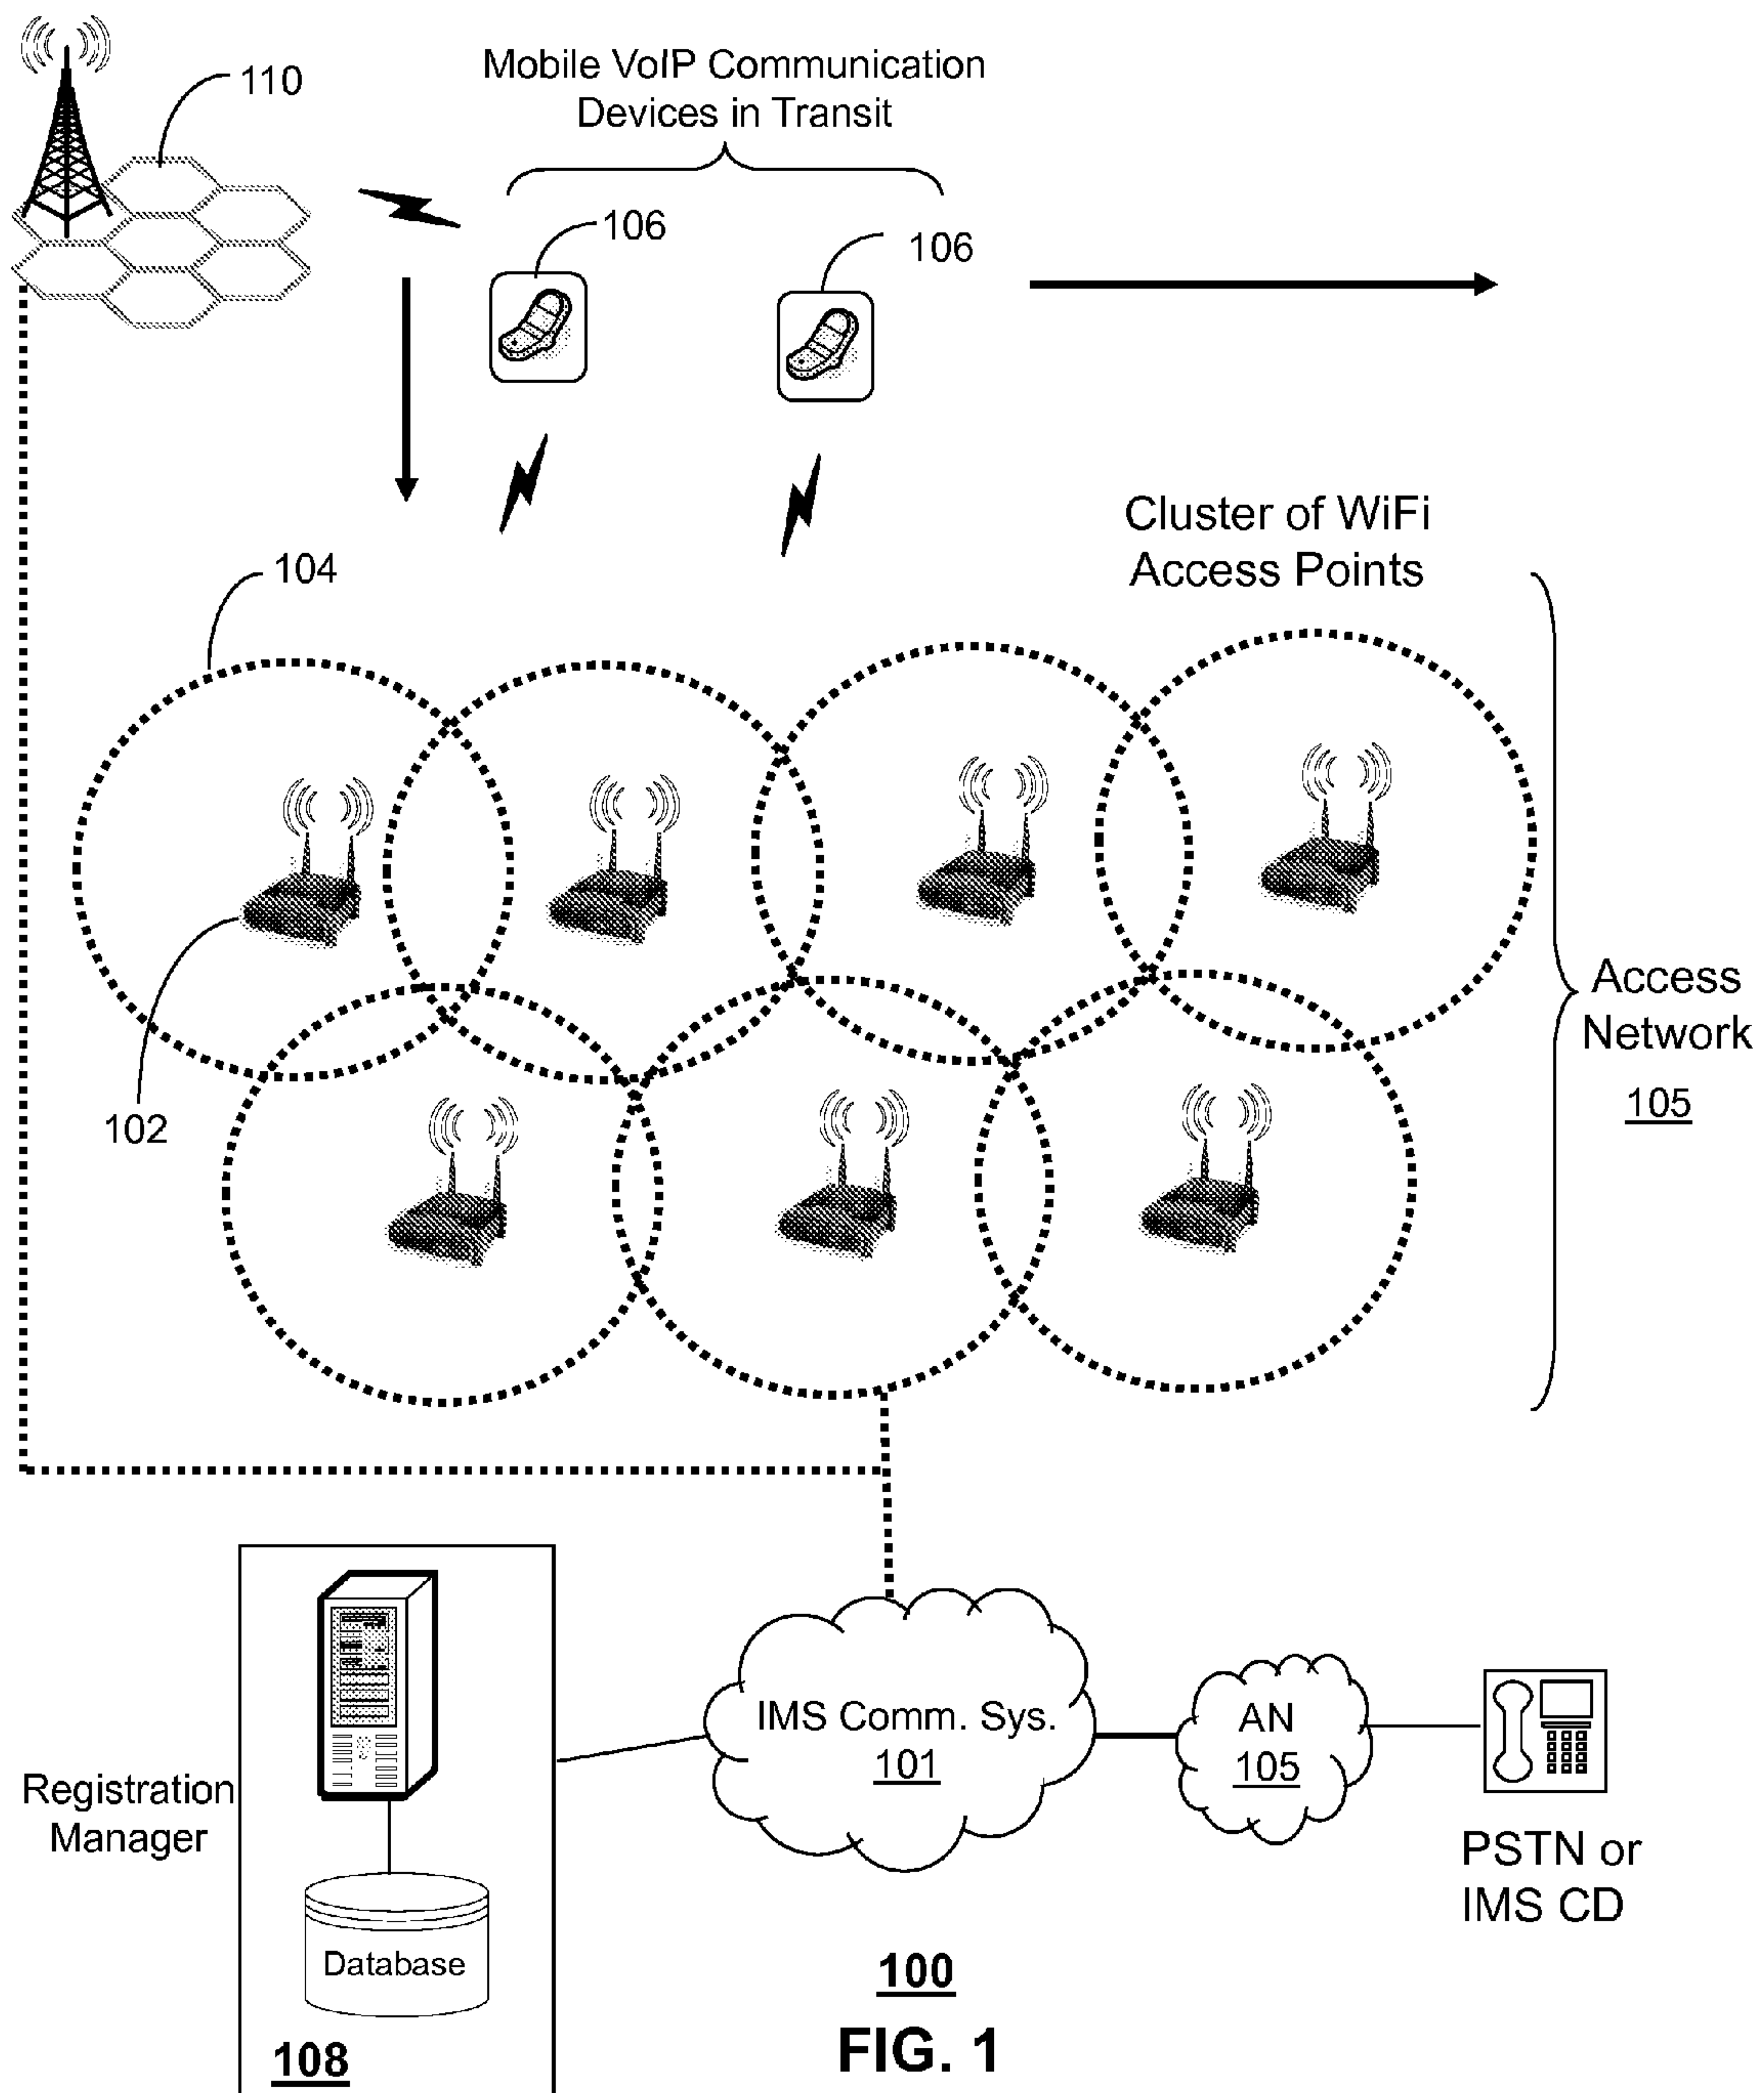 110
Mobile VoIP Communication
Devices in Transit
106
106
Cluster of WiFi
Access Points
104
Access
Network
105
102
IMS Comm. Sys.
101
AN
105
Registration
Manager
PSTN or
IMS CD
Database
100
108
FIG. 1